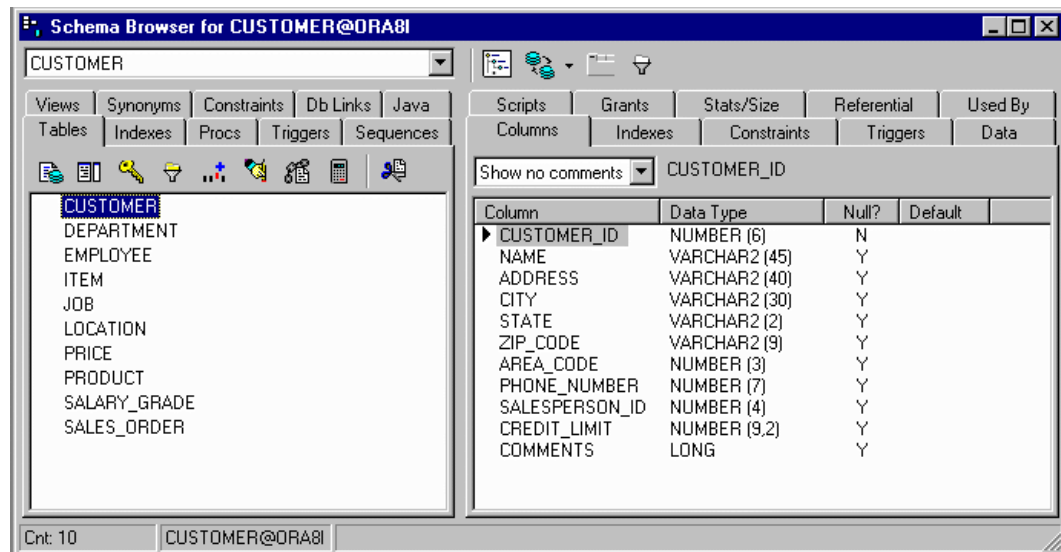 Schema Browser for CUSTOMER@ORA8I
CUSTOMER
Views Synonyms Constraints Db Links Java
Tables Indexes Procs Triggers Sequences
CUSTOMER
DEPARTMENT
EMPLOYEE
ITEM
JOB
LOCATION
PRICE
PRODUCT
SALARY_GRADE
SALES_ORDER
Scripts Grants Stats/Size Referential Used By
Columns Indexes Constraints Triggers Data
Show no comments CUSTOMER_ID
Column Data Type Null? Default
CUSTOMER_ID NUMBER (6) N
NAME VARCHAR2 (45) Y
ADDRESS VARCHAR2 (40) Y
CITY VARCHAR2 (30) Y
STATE VARCHAR2 (2) Y
ZIP_CODE VARCHAR2 (9) Y
AREA_CODE NUMBER (3) Y
PHONE_NUMBER NUMBER (7) Y
SALESPERSON_ID NUMBER (4) Y
CREDIT_LIMIT NUMBER (9,2) Y
COMMENTS LONG Y
Cnt: 10 CUSTOMER@ORA8I